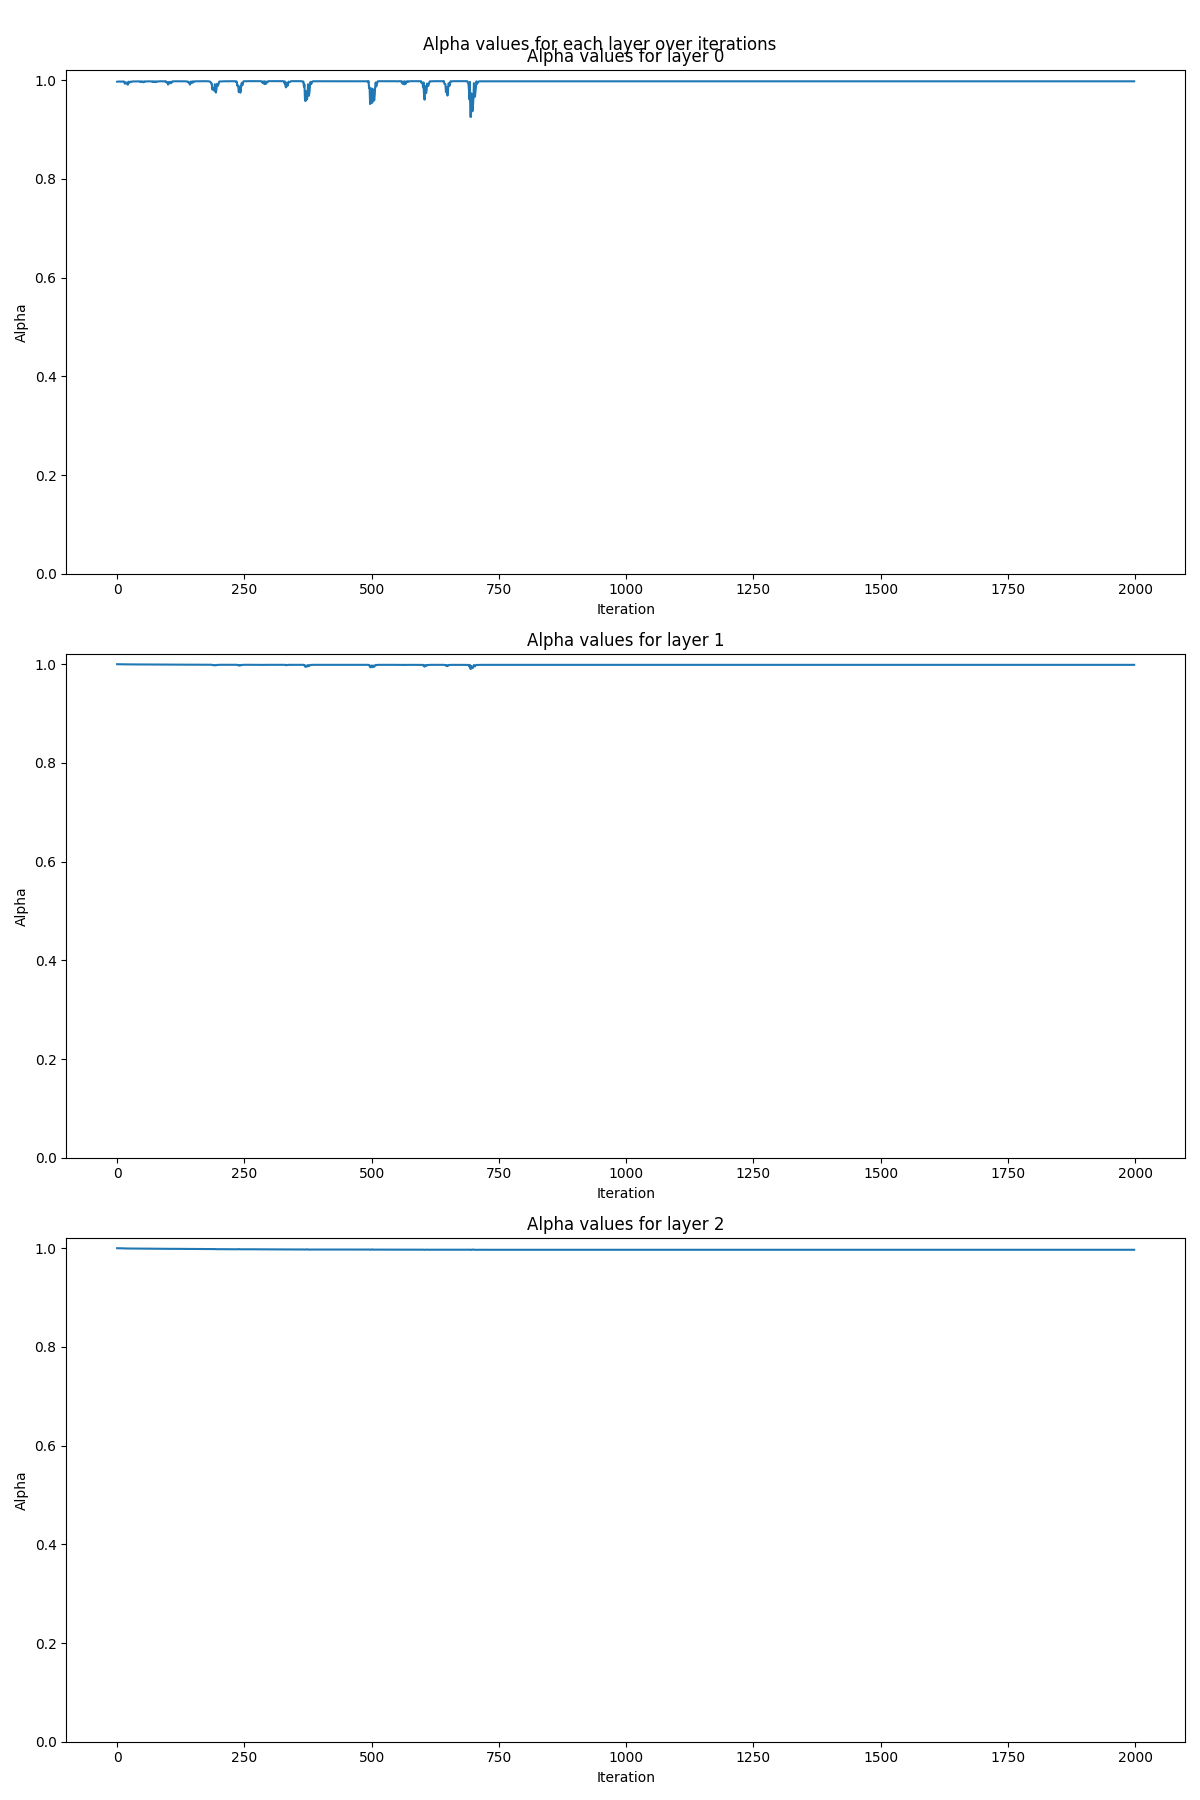 Alpha values for each layer over iterations
Alpha values for layer 0
1.0
0.8
0.6
0.4
0.2
0.0
Alpha
0 250 500 750 1000 1250 1500 1750 2000
Iteration
Alpha values for layer 1
1.0
0.8
0.6
0.4
0.2
0.0
Alpha
0 250 500 750 1000 1250 1500 1750 2000
Iteration
Alpha values for layer 2
1.0
0.8
0.6
0.4
0.2
0.0
Alpha
0 250 500 750 1000 1250 1500 1750 2000
Iteration